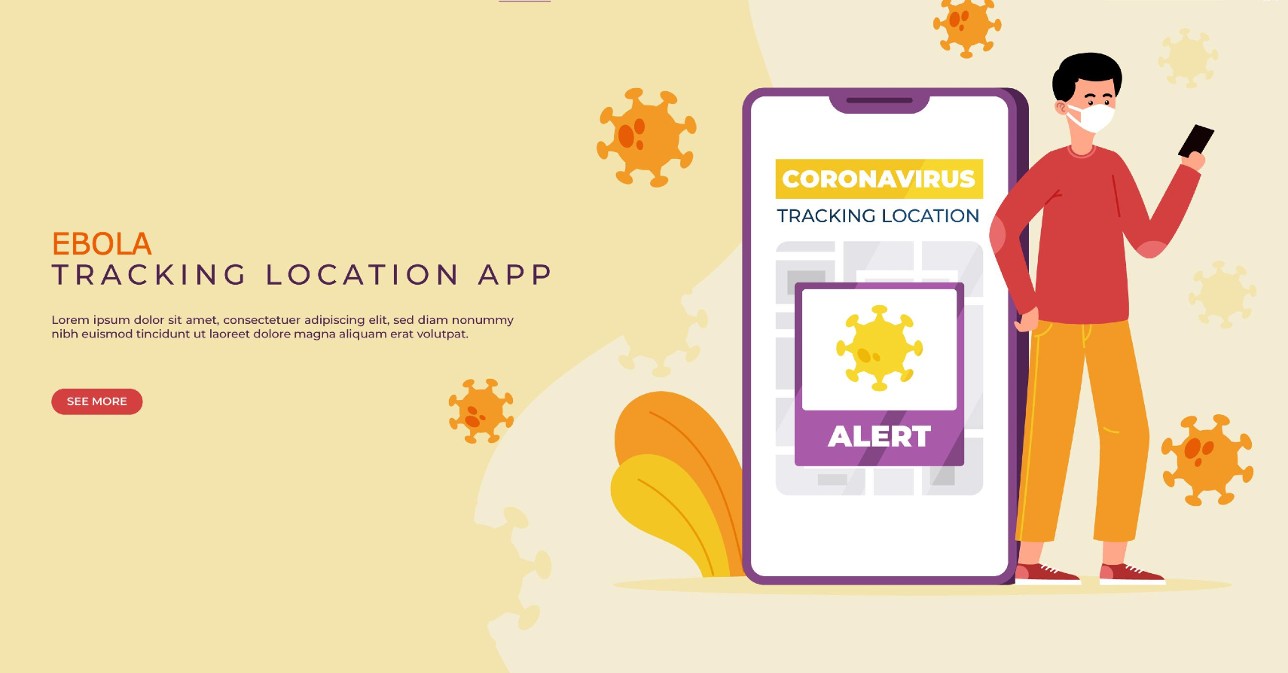 EBOLA
TRACKING LOCATION APP
Lorem ipsum dolor sit amet, consectetuer adipiscing elit, sed diam nonummy
nibh euismod tincidunt ut laoreet dolore magna aliquam erat volutpat.
SEE MORE
CORONAVIRUS
TRACKING LOCATION
ALERT